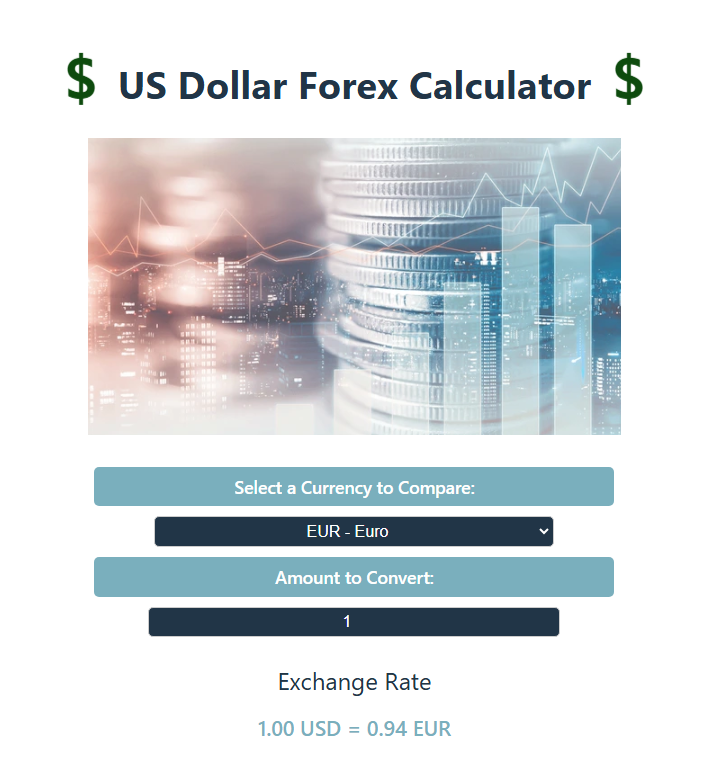 $ US Dollar Forex Calculator $
Select a Currency to Compare:
EUR - Euro
Amount to Convert:
1
Exchange Rate
1.00 USD = 0.94 EUR